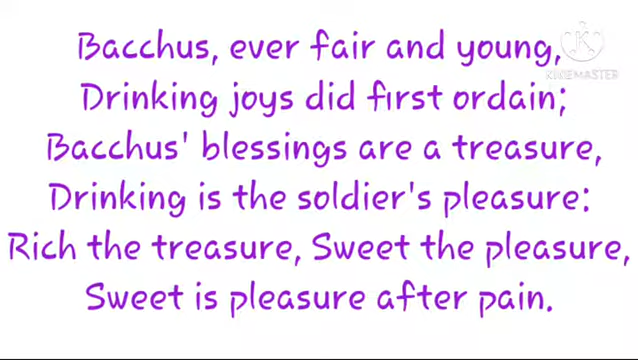 Bacchus, ever fair and young,
Drinking joys did first ordain;
Bacchus' blessings are a treasure,
Drinking is the soldier's pleasure:
Rich the treasure, Sweet the pleasure,
Sweet is pleasure after pain.
KINEMASTER